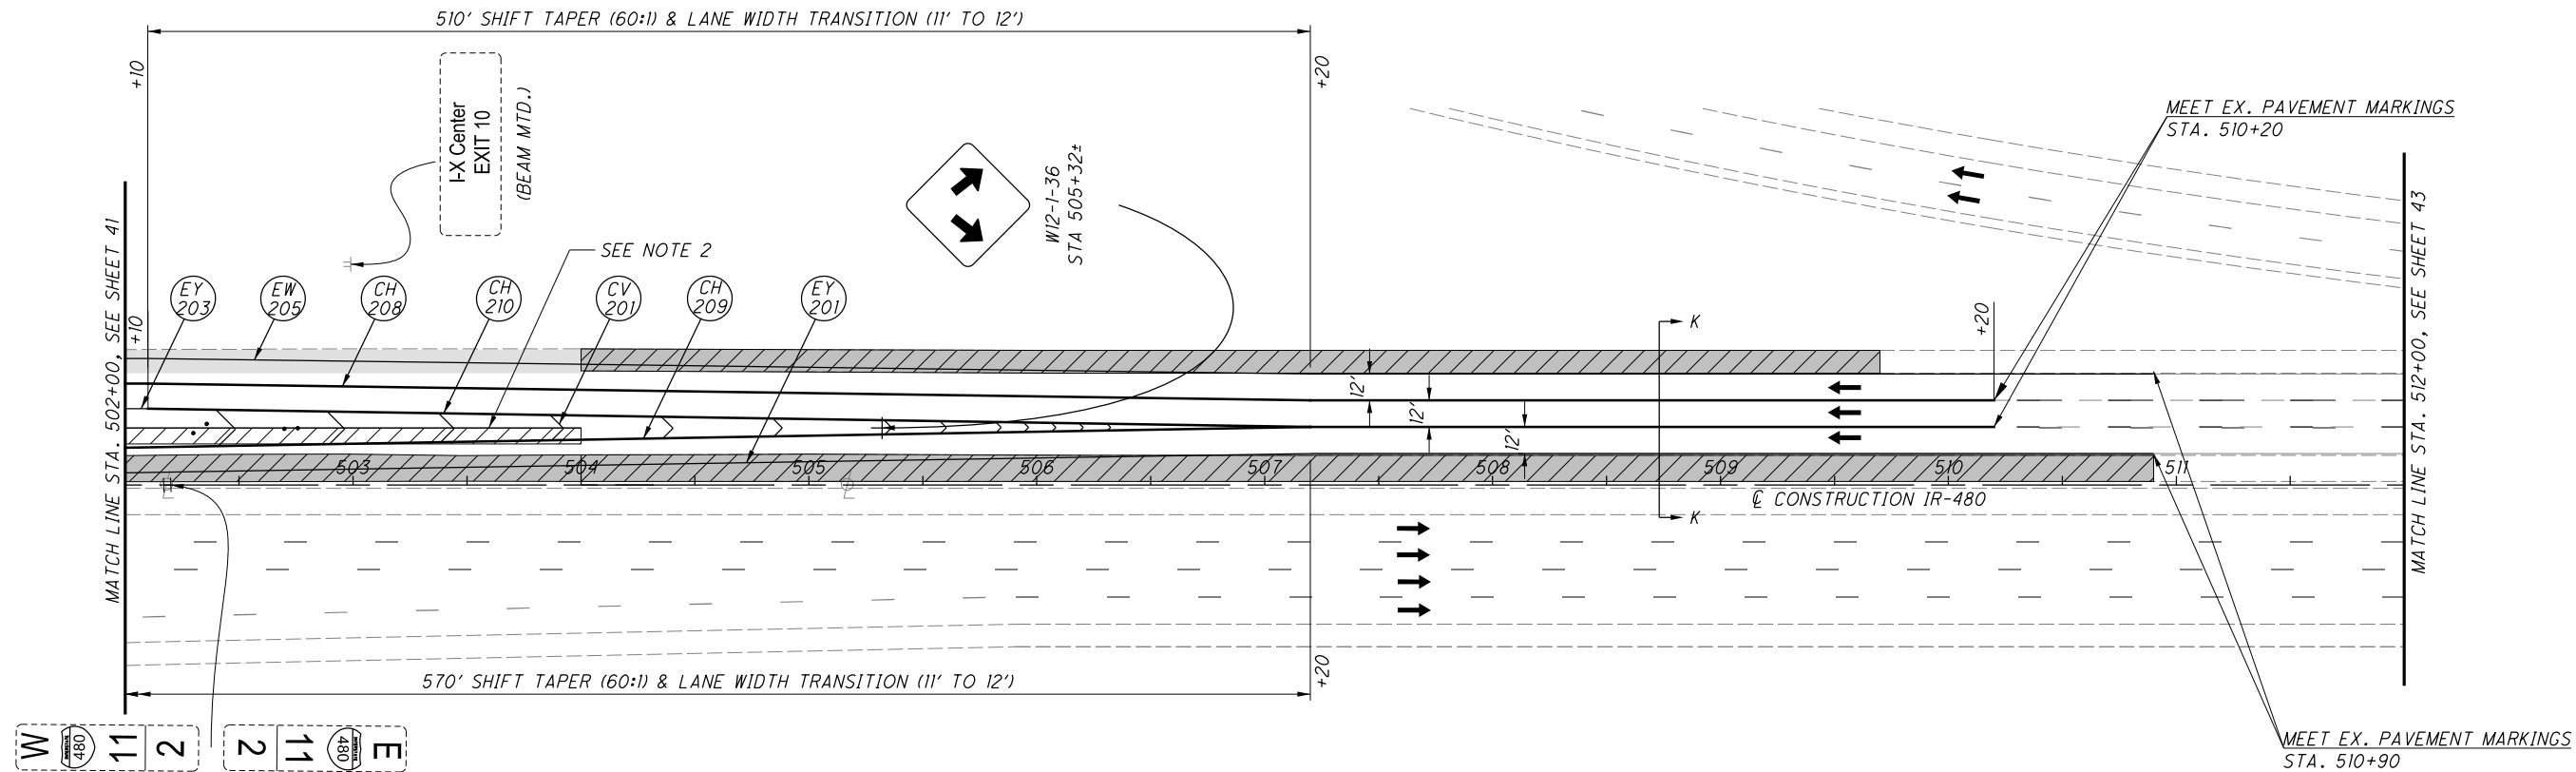 510' SHIFT TAPER (60:1) & LANE WIDTH TRANSITION (11' TO 12')
+10
+20
I-X Center
EXIT 10
(BEAM MTD.)
W12-1-36
STA 505+32±
MEET EX. PAVEMENT MARKINGS
STA. 510+20
MATCH LINE STA. 502+00, SEE SHEET 41
MATCH LINE STA. 512+00, SEE SHEET 43
SEE NOTE 2
EY
203
EW
205
CH
208
CH
210
CV
201
CH
209
EY
201
+10
+20
K
12'
12'
12'
503
504
505
506
507
508
509
510
511
℄ CONSTRUCTION IR-480
K
570' SHIFT TAPER (60:1) & LANE WIDTH TRANSITION (11' TO 12')
+20
W
480
11
2
E
480
11
2
MEET EX. PAVEMENT MARKINGS
STA. 510+90